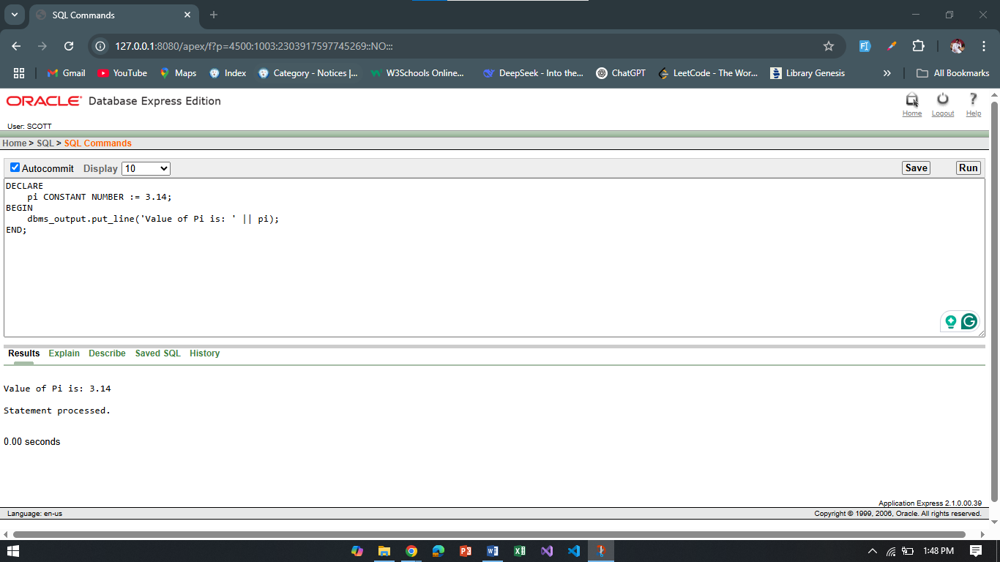 SQL Commands
127.0.0.1:8080/apex/f?p=4500:1003:2303917597745269::NO:::
Gmail YouTube Maps Index Category - Notices |... W3Schools Online... DeepSeek - Into the... ChatGPT LeetCode - The Wor... Library Genesis » All Bookmarks
ORACLE Database Express Edition
Home Logout Help
User: SCOTT
Home > SQL > SQL Commands
Autocommit Display 10 Save Run
DECLARE
    pi CONSTANT NUMBER := 3.14;
BEGIN
    dbms_output.put_line('Value of Pi is: ' || pi);
END;
Results Explain Describe Saved SQL History
Value of Pi is: 3.14
Statement processed.
0.00 seconds
Application Express 2.1.0.00.39
Language: en-us Copyright © 1999, 2006, Oracle. All rights reserved.
1:48 PM